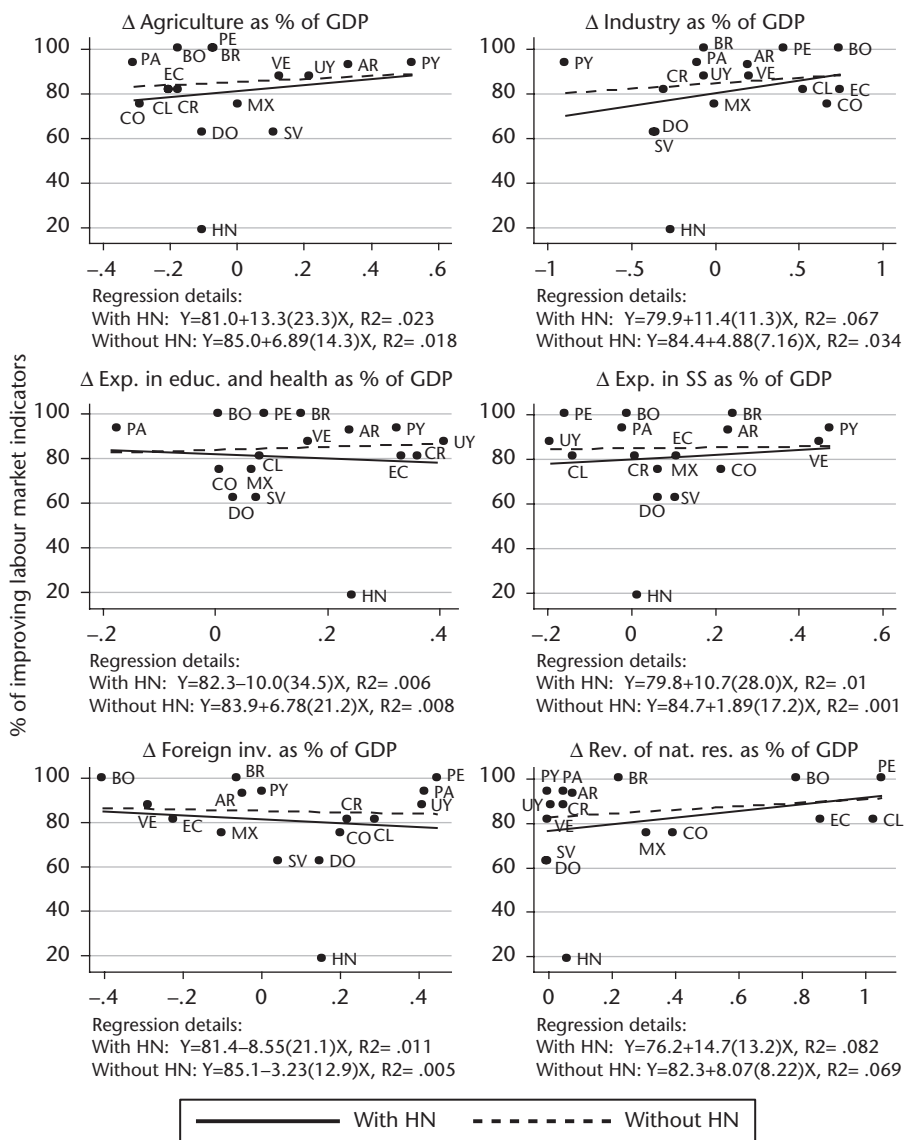 % of improving labour market indicators
Δ Agriculture as % of GDP
100
80
60
40
20
PA
BO
PE
BR
EC
VE
UY
AR
PY
CO
CL
CR
MX
DO
SV
HN
–.4 –.2 0 .2 .4 .6
Regression details:
With HN: Y=81.0+13.3(23.3)X, R2= .023
Without HN: Y=85.0+6.89(14.3)X, R2= .018
Δ Industry as % of GDP
100
80
60
40
20
PY
BR
PA
UY
AR
VE
PE
BO
CR
MX
CL
EC
CO
DO
SV
HN
–1 –.5 0 .5 1
Regression details:
With HN: Y=79.9+11.4(11.3)X, R2= .067
Without HN: Y=84.4+4.88(7.16)X, R2= .034
Δ Exp. in educ. and health as % of GDP
100
80
60
40
20
PA
BO
PE
BR
VE
AR
PY
UY
CL
EC
CR
CO
MX
DO
SV
HN
–.2 0 .2 .4
Regression details:
With HN: Y=82.3–10.0(34.5)X, R2= .006
Without HN: Y=83.9+6.78(21.2)X, R2= .008
Δ Exp. in SS as % of GDP
100
80
60
40
20
PE
BO
BR
UY
PA
EC
AR
PY
VE
CL
CR
MX
CO
DO
SV
HN
–.2 0 .2 .4 .6
Regression details:
With HN: Y=79.8+10.7(28.0)X, R2= .01
Without HN: Y=84.7+1.89(17.2)X, R2= .001
Δ Foreign inv. as % of GDP
100
80
60
40
20
BO
BR
PY
PE
PA
AR
UY
VE
EC
MX
CR
CO
CL
SV
DO
HN
–.4 –.2 0 .2 .4
Regression details:
With HN: Y=81.4–8.55(21.1)X, R2= .011
Without HN: Y=85.1–3.23(12.9)X, R2= .005
Δ Rev. of nat. res. as % of GDP
100
80
60
40
20
PY
PA
BR
BO
PE
AR
UY
CR
VE
MX
CO
EC
CL
SV
DO
HN
0 .2 .4 .6 .8 1
Regression details:
With HN: Y=76.2+14.7(13.2)X, R2= .082
Without HN: Y=82.3+8.07(8.22)X, R2= .069
With HN Without HN